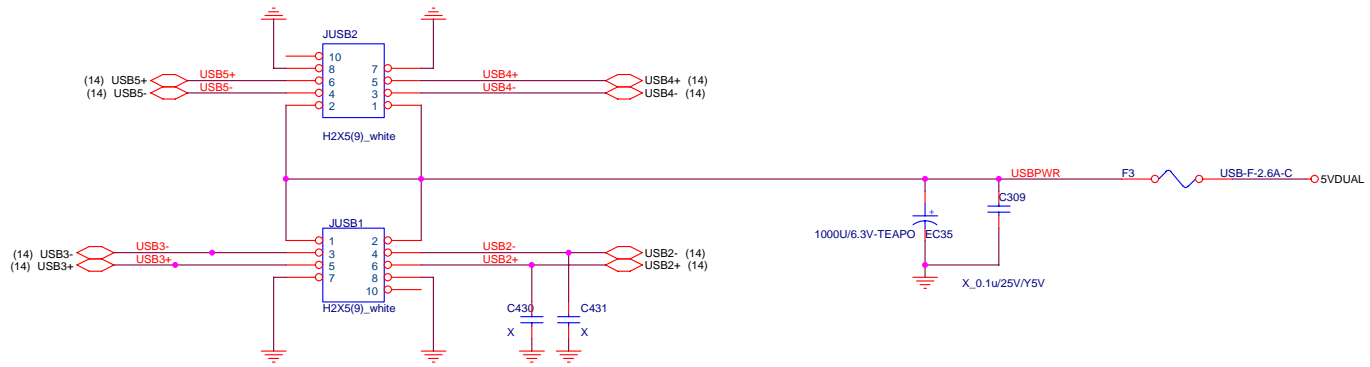 JUSB2
10
8 7
(14) USB5+ USB5+ 6 5 USB4+ USB4+ (14)
(14) USB5- USB5- 4 3 USB4- USB4- (14)
2 1
H2X5(9)_white
USBPWR F3 USB-F-2.6A-C 5VDUAL
C309
JUSB1
+
1000U/6.3V-TEAPO EC35
1 2
(14) USB3- USB3- 3 4 USB2- USB2- (14)
(14) USB3+ USB3+ 5 6 USB2+ USB2+ (14)
7 8
10
X_0.1u/25V/Y5V
H2X5(9)_white
C430 C431
X X